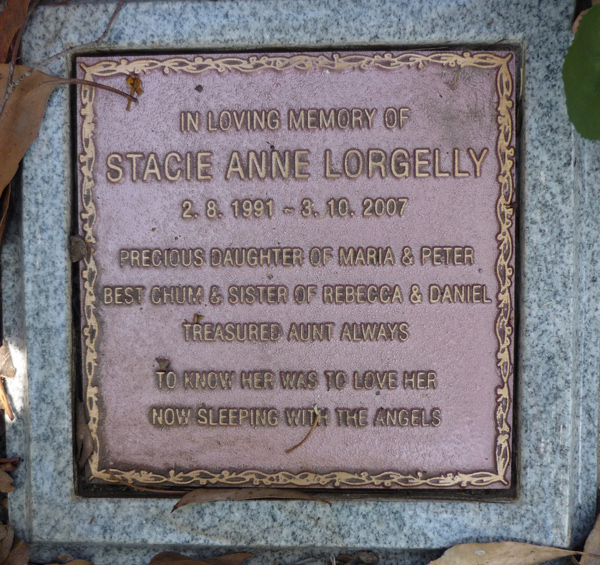 IN LOVING MEMORY OF
STACIE ANNE LORGELLY
2. 8. 1991 ~ 3. 10. 2007
PRECIOUS DAUGHTER OF MARIA & PETER
BEST CHUM & SISTER OF REBECCA & DANIEL
TREASURED AUNT ALWAYS
TO KNOW HER WAS TO LOVE HER
NOW SLEEPING WITH THE ANGELS